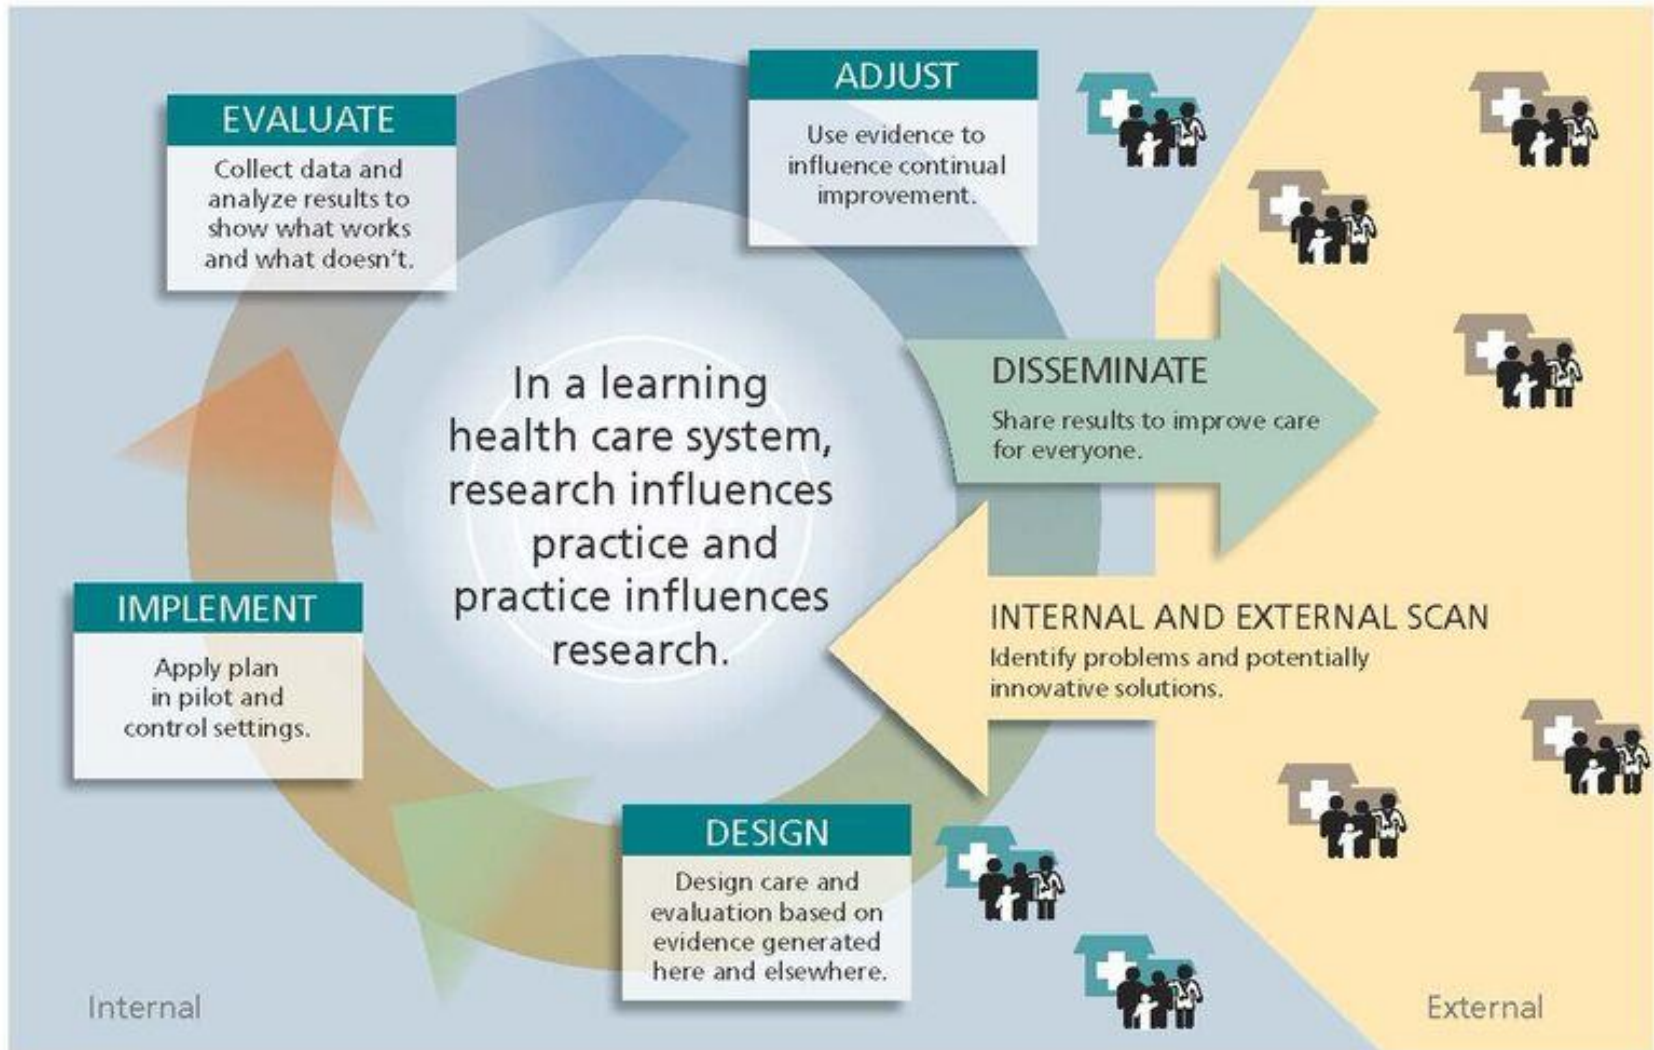 EVALUATE
Collect data and
analyze results to
show what works
and what doesn't.
ADJUST
Use evidence to
influence continual
improvement.
In a learning
health care system,
research influences
practice and
practice influences
research.
DISSEMINATE
Share results to improve care
for everyone.
INTERNAL AND EXTERNAL SCAN
Identify problems and potentially
innovative solutions.
IMPLEMENT
Apply plan
in pilot and
control settings.
DESIGN
Design care and
evaluation based on
evidence generated
here and elsewhere.
Internal
External